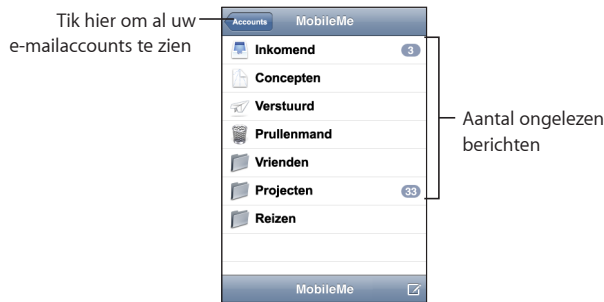 Tik hier om al uw
e-mailaccounts te zien
Accounts
MobileMe
Inkomend 3
Concepten
Verstuurd
Prullenmand
Vrienden
Projecten 33
Reizen
MobileMe
Aantal ongelezen
berichten